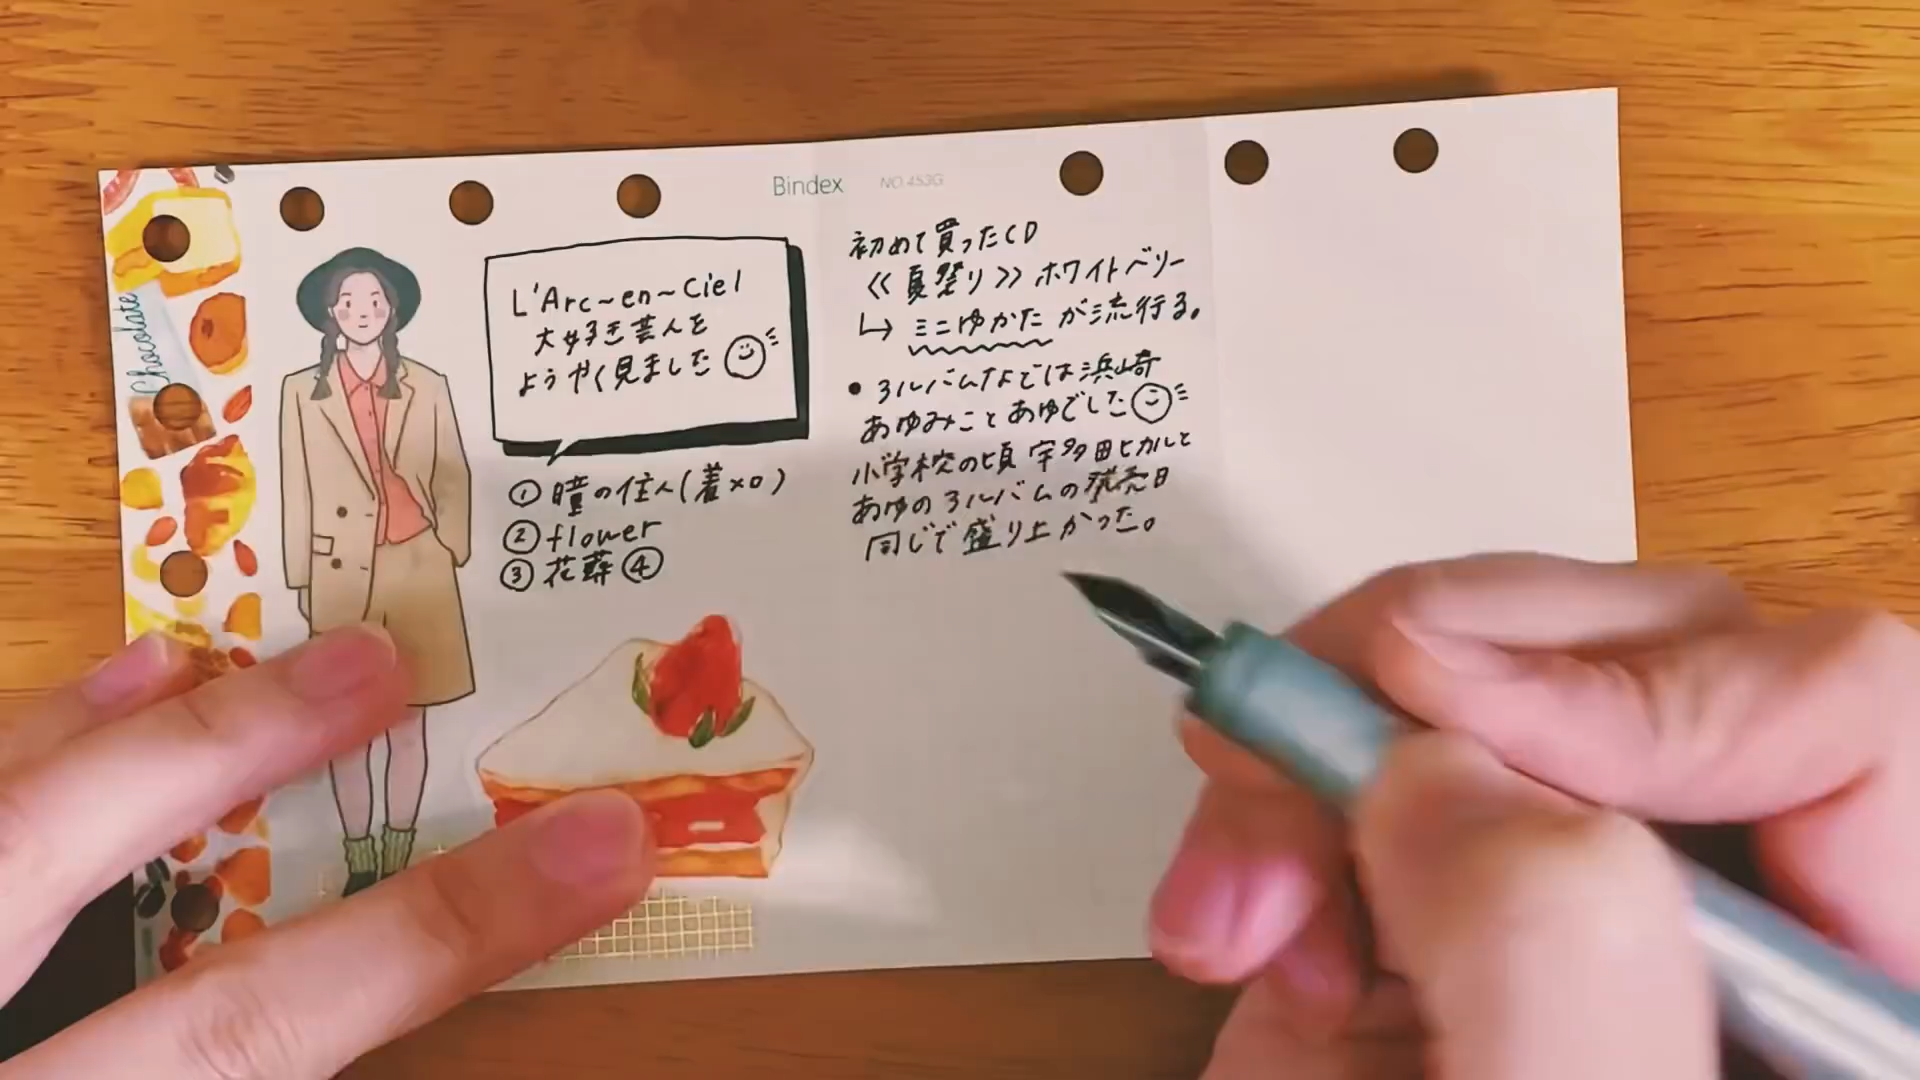 Bindex NO.453G
Chocolate
L'Arc~en~Ciel
大好き芸人を
ようやく見ました
① 瞳の住人(着メロ)
② flower
③ 花葬 ④
初めて買ったCD
《夏祭り》ホワイトベリー
↳ ミニゆかたが流行る。
• アルバムなどは浜崎
あゆみことあゆでした
小学校の頃宇多田ヒカルと
あゆのアルバムの発売日
同じで盛り上がった。